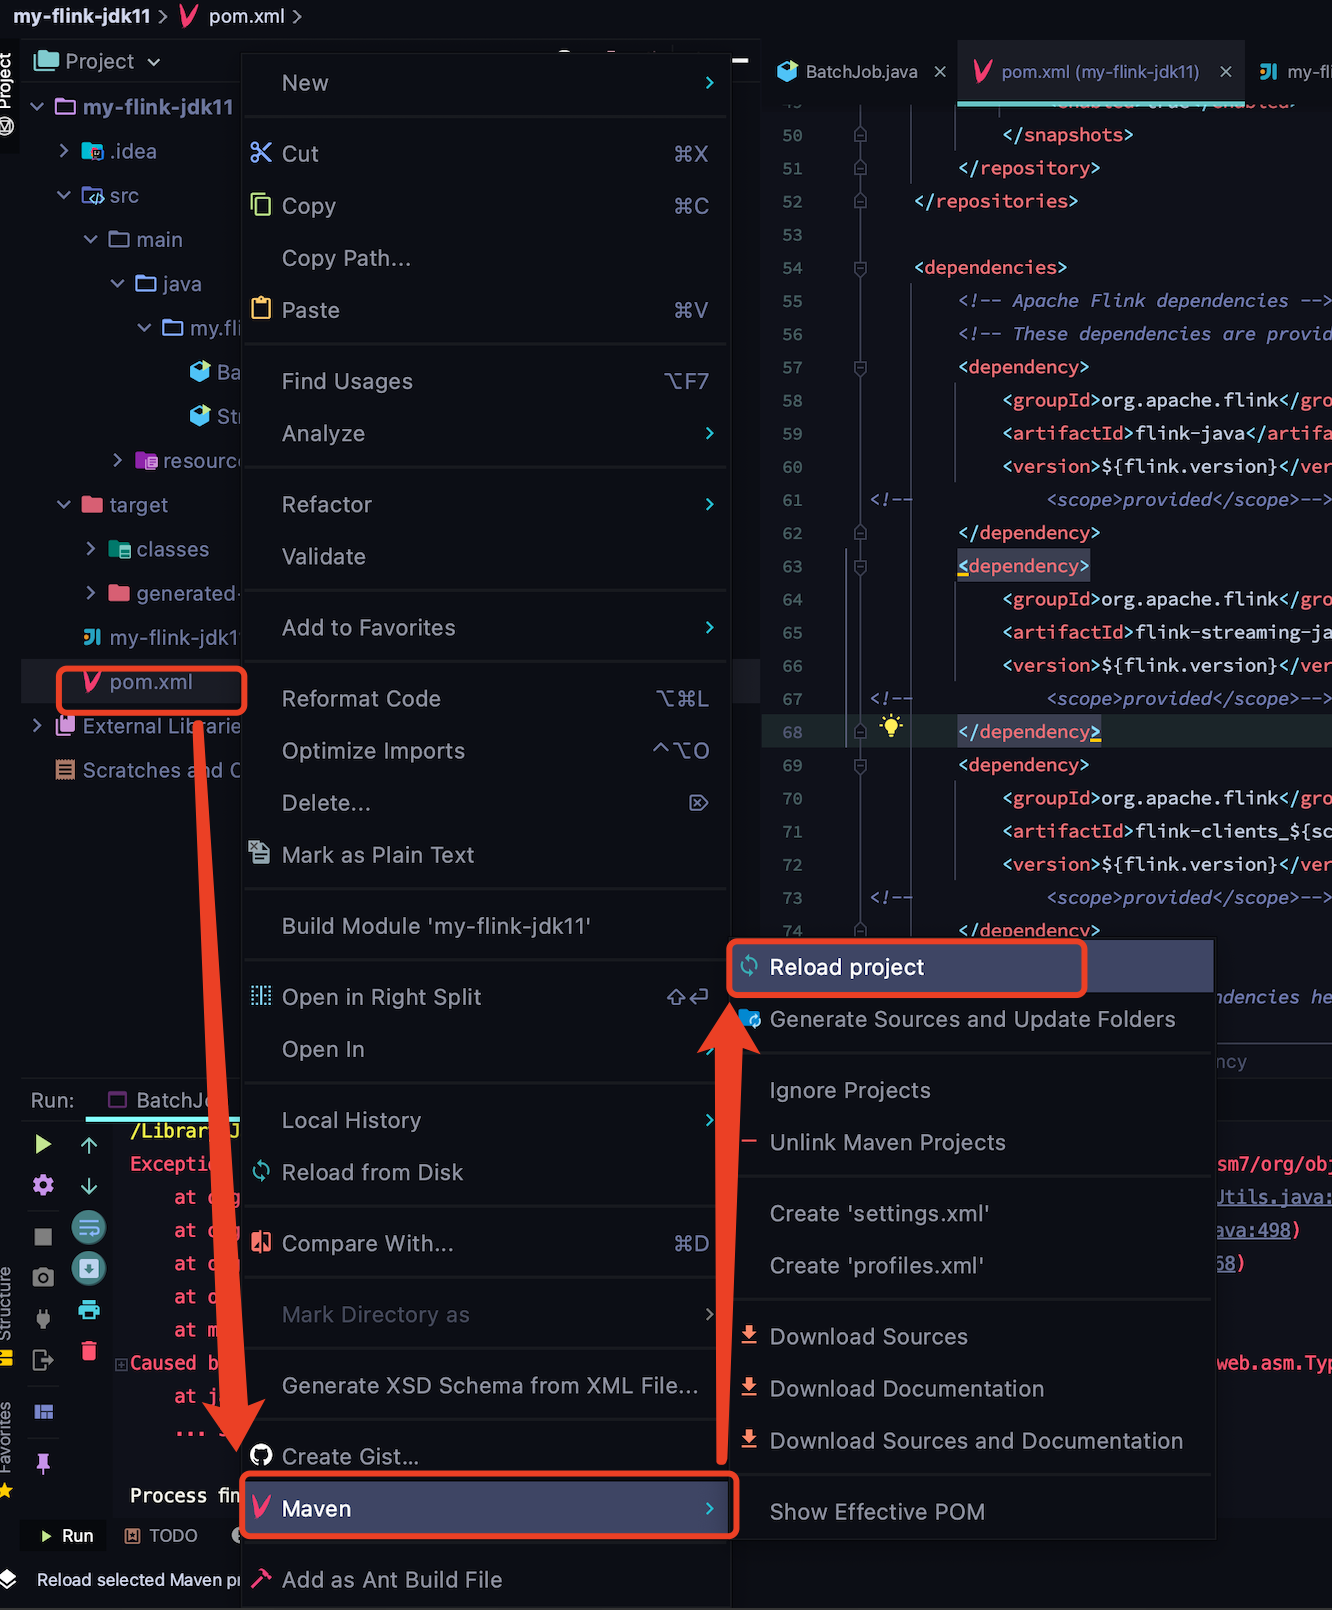 my-flink-jdk11 > pom.xml >
Project
Project
my-flink-jdk11
.idea
src
main
java
my.fli
Ba
Str
resourc
target
classes
generated-
my-flink-jdk1
pom.xml
External Librarie
Scratches and C
New
Cut ⌘X
Copy ⌘C
Copy Path...
Paste ⌘V
Find Usages ⌥F7
Analyze
Refactor
Validate
Add to Favorites
Reformat Code ⌥⌘L
Optimize Imports ^⌥O
Delete... ⌦
Mark as Plain Text
Build Module 'my-flink-jdk11'
Open in Right Split ⇧↩
Open In
Local History
Reload from Disk
Compare With... ⌘D
Mark Directory as
Generate XSD Schema from XML File...
Create Gist...
Maven
Add as Ant Build File
Reload project
Generate Sources and Update Folders
Ignore Projects
Unlink Maven Projects
Create 'settings.xml'
Create 'profiles.xml'
Download Sources
Download Documentation
Download Sources and Documentation
Show Effective POM
BatchJob.java ×
pom.xml (my-flink-jdk11) ×
my-fl
50 </snapshots>
51 </repository>
52 </repositories>
53
54 <dependencies>
55 <!-- Apache Flink dependencies -->
56 <!-- These dependencies are provid
57 <dependency>
58 <groupId>org.apache.flink</gro
59 <artifactId>flink-java</artifa
60 <version>${flink.version}</ver
61 <!-- <scope>provided</scope>-->
62 </dependency>
63 <dependency>
64 <groupId>org.apache.flink</gro
65 <artifactId>flink-streaming-ja
66 <version>${flink.version}</ver
67 <!-- <scope>provided</scope>-->
68 </dependency>
69 <dependency>
70 <groupId>org.apache.flink</gro
71 <artifactId>flink-clients_${sc
72 <version>${flink.version}</ver
73 <!-- <scope>provided</scope>-->
74 </dependency>
ndencies he
ncy
Run: BatchJo
/Library
Exceptio
at
at
at
at o
at m
Caused b
at j
...
Process fin
sm7/org/obj
Utils.java:
ava:498)
68)
web.asm.Typ
Structure
Favorites
Run
TODO
Reload selected Maven pr